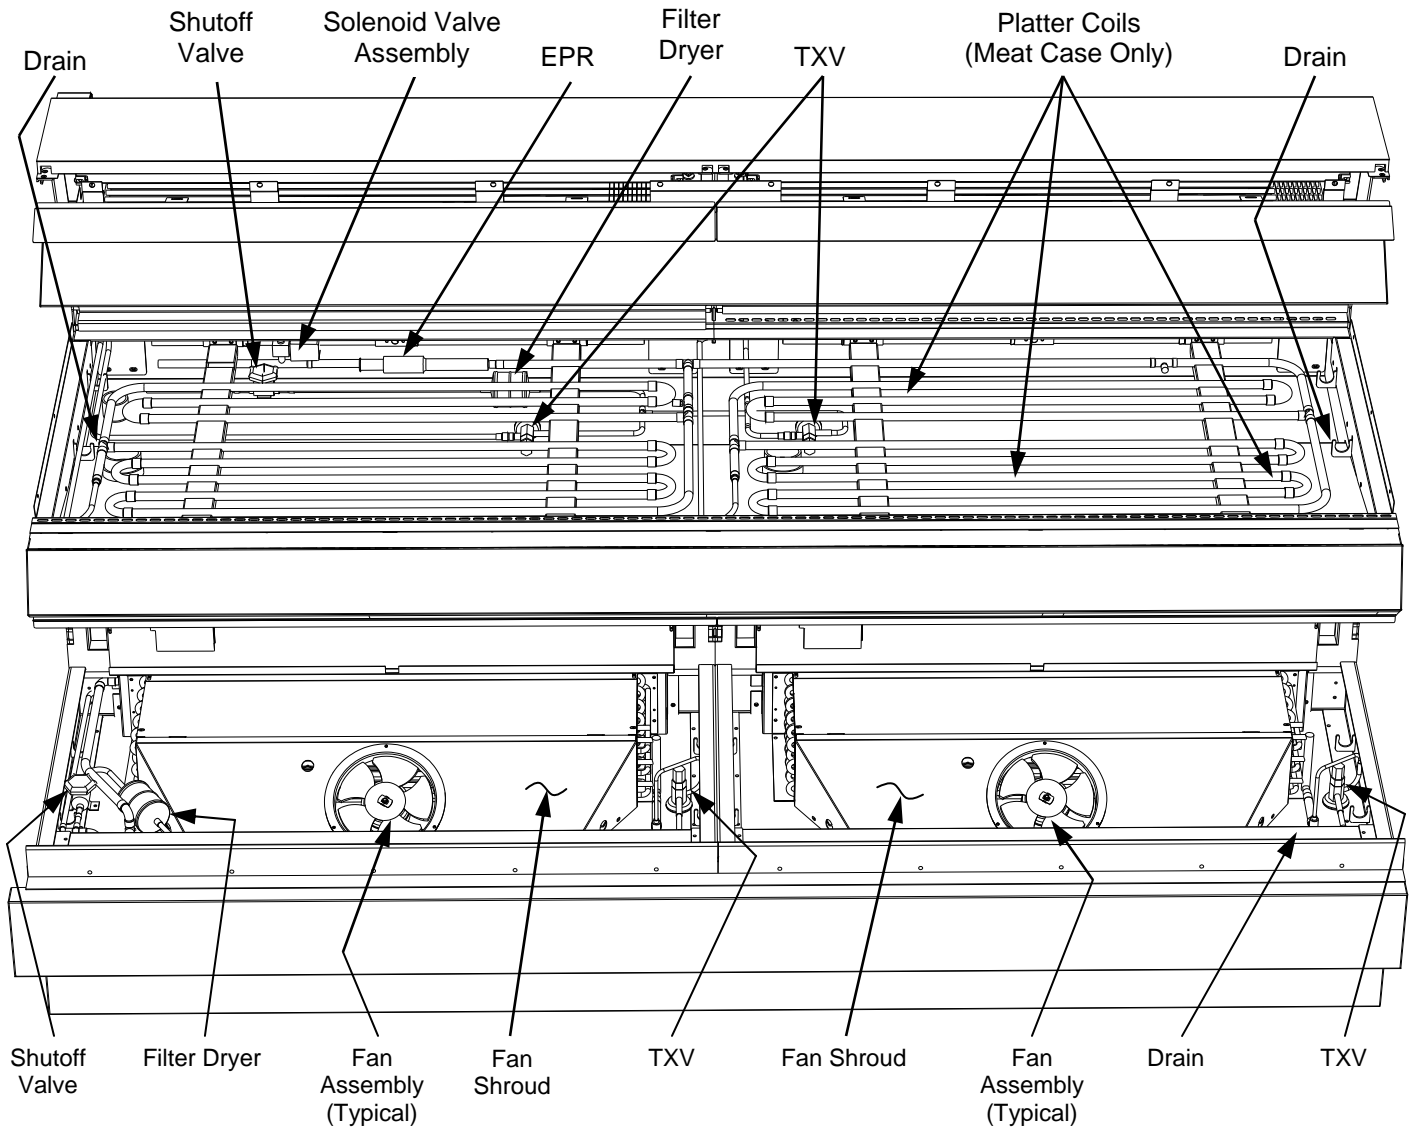 Drain
Shutoff
Valve
Solenoid Valve
Assembly
EPR
Filter
Dryer
TXV
Platter Coils
(Meat Case Only)
Drain
Shutoff
Valve
Filter Dryer
Fan
Assembly
(Typical)
Fan
Shroud
TXV
Fan Shroud
Fan
Assembly
(Typical)
Drain
TXV